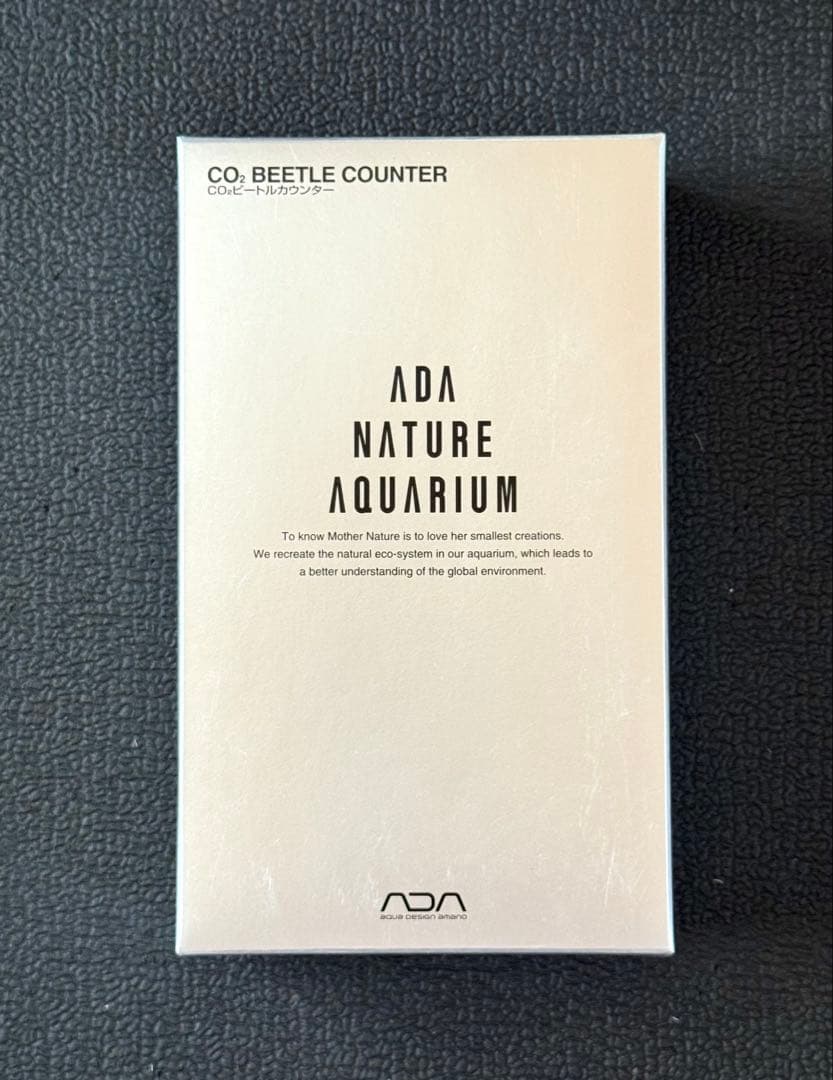 CO₂ BEETLE COUNTER
CO₂ビートルカウンター
ADA
NATURE
AQUARIUM
To know Mother Nature is to love her smallest creations.
We recreate the natural eco-system in our aquarium, which leads to
a better understanding of the global environment.
ADA
aqua design amano